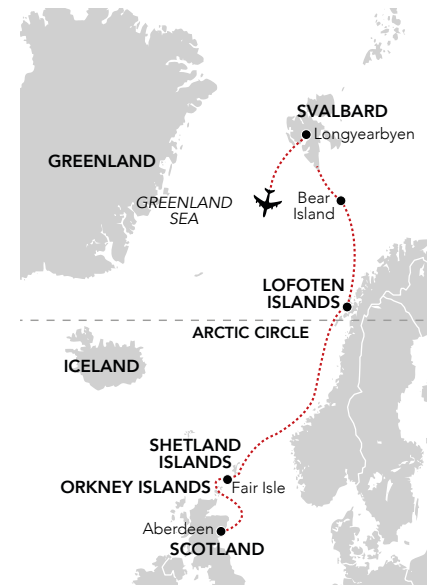 SVALBARD
Longyearbyen
GREENLAND
GREENLAND
SEA
Bear
Island
LOFOTEN
ISLANDS
ARCTIC CIRCLE
ICELAND
SHETLAND
ISLANDS
ORKNEY ISLANDS
Fair Isle
Aberdeen
SCOTLAND